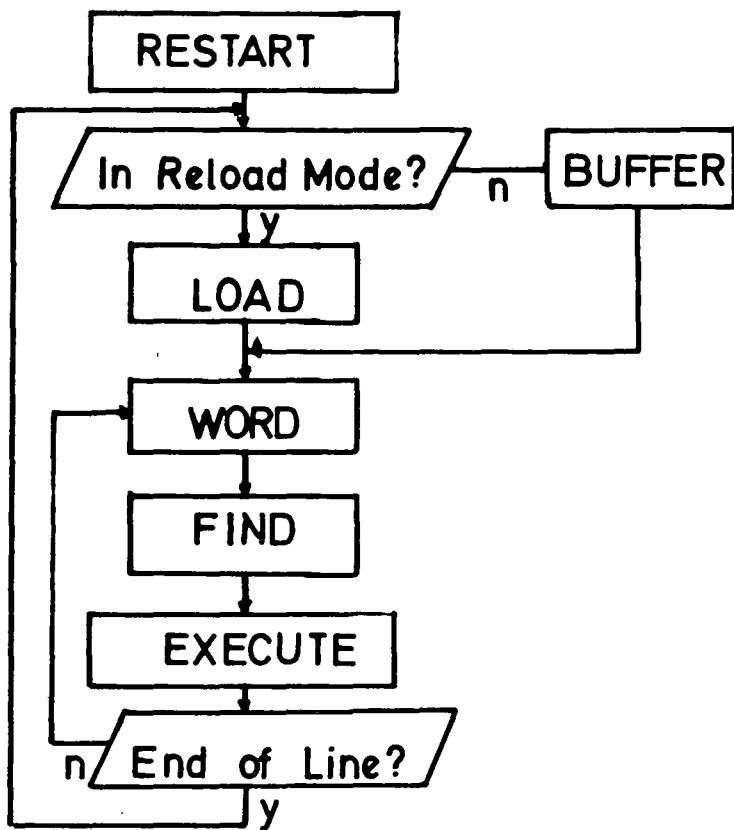 RESTART
In Reload Mode?
n
BUFFER
y
LOAD
WORD
FIND
EXECUTE
n
End of Line?
y